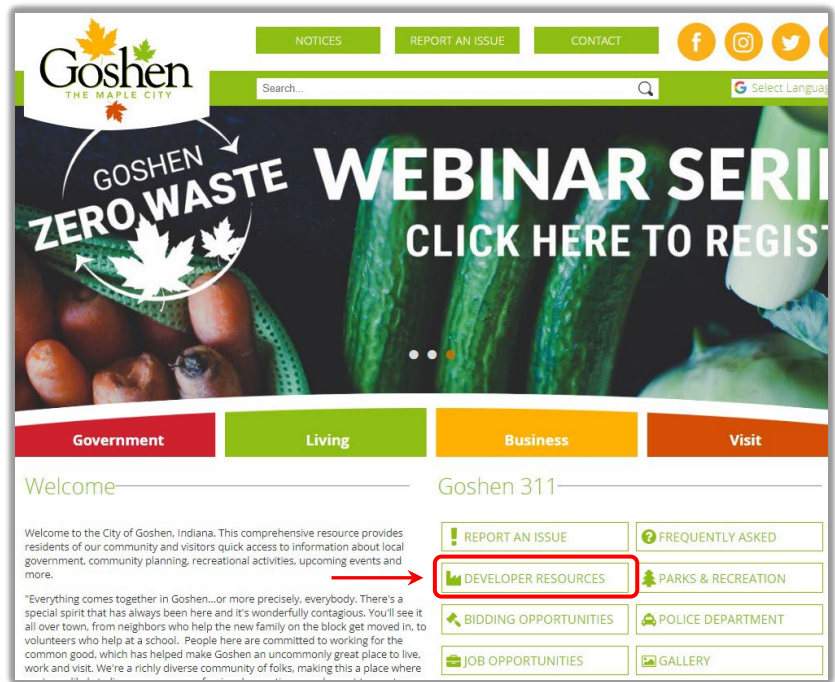 NOTICES
REPORT AN ISSUE
CONTACT
Goshen
THE MAPLE CITY
Search...
Select Languag
GOSHEN
ZERO WASTE
WEBINAR SERI
CLICK HERE TO REGIST
Government
Living
Business
Visit
Welcome
Welcome to the City of Goshen, Indiana. This comprehensive resource provides
residents of our community and visitors quick access to information about local
government, community planning, recreational activities, upcoming events and
more.
"Everything comes together in Goshen...or more precisely, everybody. There's a
special spirit that has always been here and it's wonderfully contagious. You'll see it
all over town, from neighbors who help the new family on the block get moved in, to
volunteers who help at a school. People here are committed to working for the
common good, which has helped make Goshen an uncommonly great place to live,
work and visit. We're a richly diverse community of folks, making this a place where
Goshen 311
REPORT AN ISSUE
FREQUENTLY ASKED
DEVELOPER RESOURCES
PARKS & RECREATION
BIDDING OPPORTUNITIES
POLICE DEPARTMENT
JOB OPPORTUNITIES
GALLERY